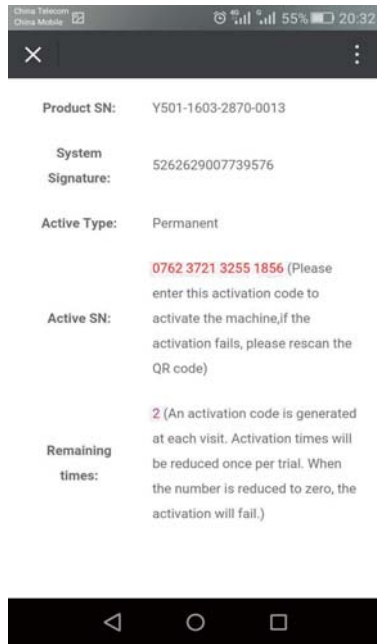 China Telecom
China Mobile 55% 20:32
Product SN: Y501-1603-2870-0013
System
Signature:
5262629007739576
Active Type: Permanent
Active SN:
0762 3721 3255 1856 (Please
enter this activation code to
activate the machine,if the
activation fails, please rescan the
QR code)
Remaining
times:
2 (An activation code is generated
at each visit. Activation times will
be reduced once per trial. When
the number is reduced to zero, the
activation will fail.)